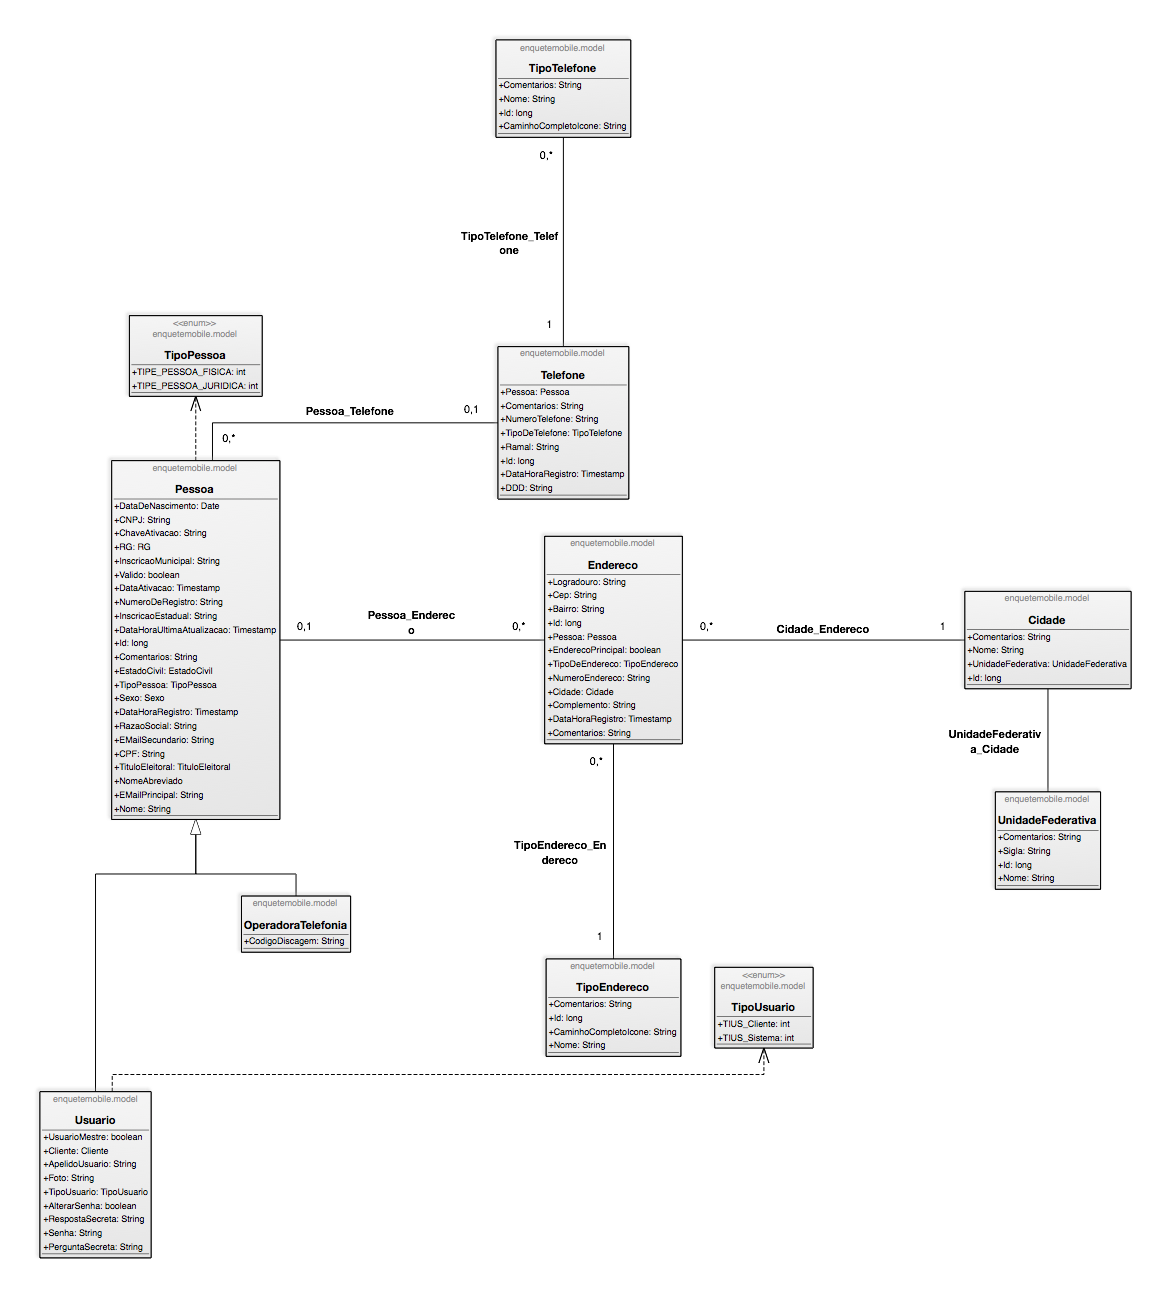 enquetemobile.model
TipoTelefone
+Comentarios: String
+Nome: String
+Id: long
+CaminhoCompletoIcone: String
0,*
TipoTelefone_Telef
one
1
<<enum>>
enquetemobile.model
TipoPessoa
+TIPE_PESSOA_FISICA: int
+TIPE_PESSOA_JURIDICA: int
enquetemobile.model
Telefone
+Pessoa: Pessoa
+Comentarios: String
+NumeroTelefone: String
+TipoDeTelefone: TipoTelefone
+Ramal: String
+Id: long
+DataHoraRegistro: Timestamp
+DDD: String
Pessoa_Telefone
0,1
0,*
enquetemobile.model
Pessoa
+DataDeNascimento: Date
+CNPJ: String
+ChaveAtivacao: String
+RG: RG
+InscricaoMunicipal: String
+Valido: boolean
+DataAtivacao: Timestamp
+NumeroDeRegistro: String
+InscricaoEstadual: String
+DataHoraUltimaAtualizacao: Timestamp
+Id: long
+Comentarios: String
+EstadoCivil: EstadoCivil
+TipoPessoa: TipoPessoa
+Sexo: Sexo
+DataHoraRegistro: Timestamp
+RazaoSocial: String
+EMailSecundario: String
+CPF: String
+TituloEleitoral: TituloEleitoral
+NomeAbreviado
+EMailPrincipal: String
+Nome: String
0,1
Pessoa_Enderec
o
0,*
enquetemobile.model
Endereco
+Logradouro: String
+Cep: String
+Bairro: String
+Id: long
+Pessoa: Pessoa
+EnderecoPrincipal: boolean
+TipoDeEndereco: TipoEndereco
+NumeroEndereco: String
+Cidade: Cidade
+Complemento: String
+DataHoraRegistro: Timestamp
+Comentarios: String
0,*
Cidade_Endereco
1
enquetemobile.model
Cidade
+Comentarios: String
+Nome: String
+UnidadeFederativa: UnidadeFederativa
+Id: long
UnidadeFederativ
a_Cidade
enquetemobile.model
UnidadeFederativa
+Comentarios: String
+Sigla: String
+Id: long
+Nome: String
0,*
TipoEndereco_En
dereco
1
enquetemobile.model
OperadoraTelefonia
+CodigoDiscagem: String
enquetemobile.model
TipoEndereco
+Comentarios: String
+Id: long
+CaminhoCompletoIcone: String
+Nome: String
<<enum>>
enquetemobile.model
TipoUsuario
+TIUS_Cliente: int
+TIUS_Sistema: int
enquetemobile.model
Usuario
+UsuarioMestre: boolean
+Cliente: Cliente
+ApelidoUsuario: String
+Foto: String
+TipoUsuario: TipoUsuario
+AlterarSenha: boolean
+RespostaSecreta: String
+Senha: String
+PerguntaSecreta: String